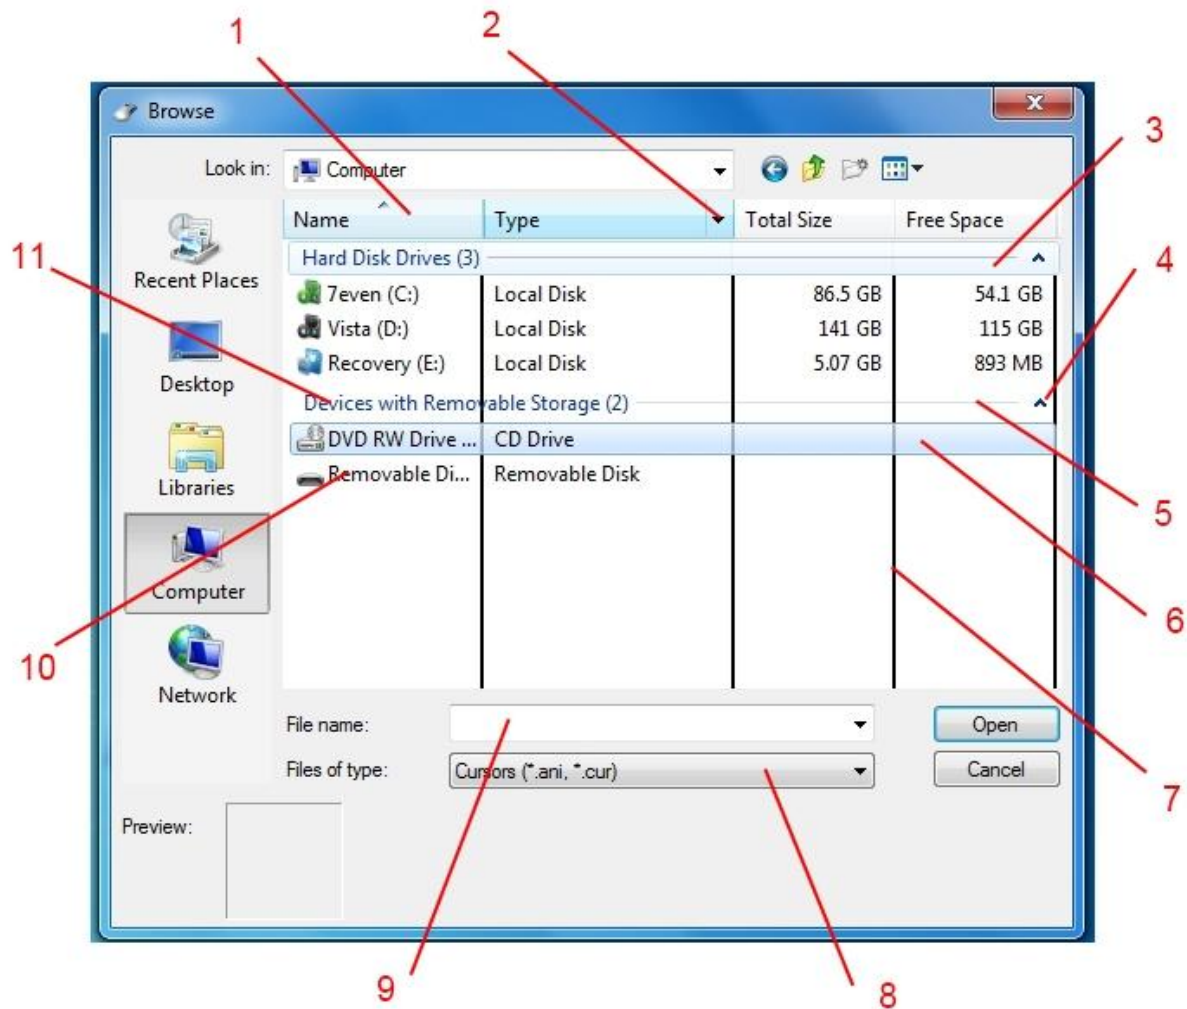 1
2
Browse
x
3
Look in:
Computer
Name
Type
Total Size
Free Space
11
Hard Disk Drives (3)
4
Recent Places
7even (C:)
Local Disk
86.5 GB
54.1 GB
Vista (D:)
Local Disk
141 GB
115 GB
Recovery (E:)
Local Disk
5.07 GB
893 MB
Desktop
Devices with Removable Storage (2)
DVD RW Drive ...
CD Drive
Removable Di...
Removable Disk
Libraries
5
Computer
6
10
Network
File name:
Open
Files of type:
Cursors (*.ani, *.cur)
Cancel
7
Preview:
9
8